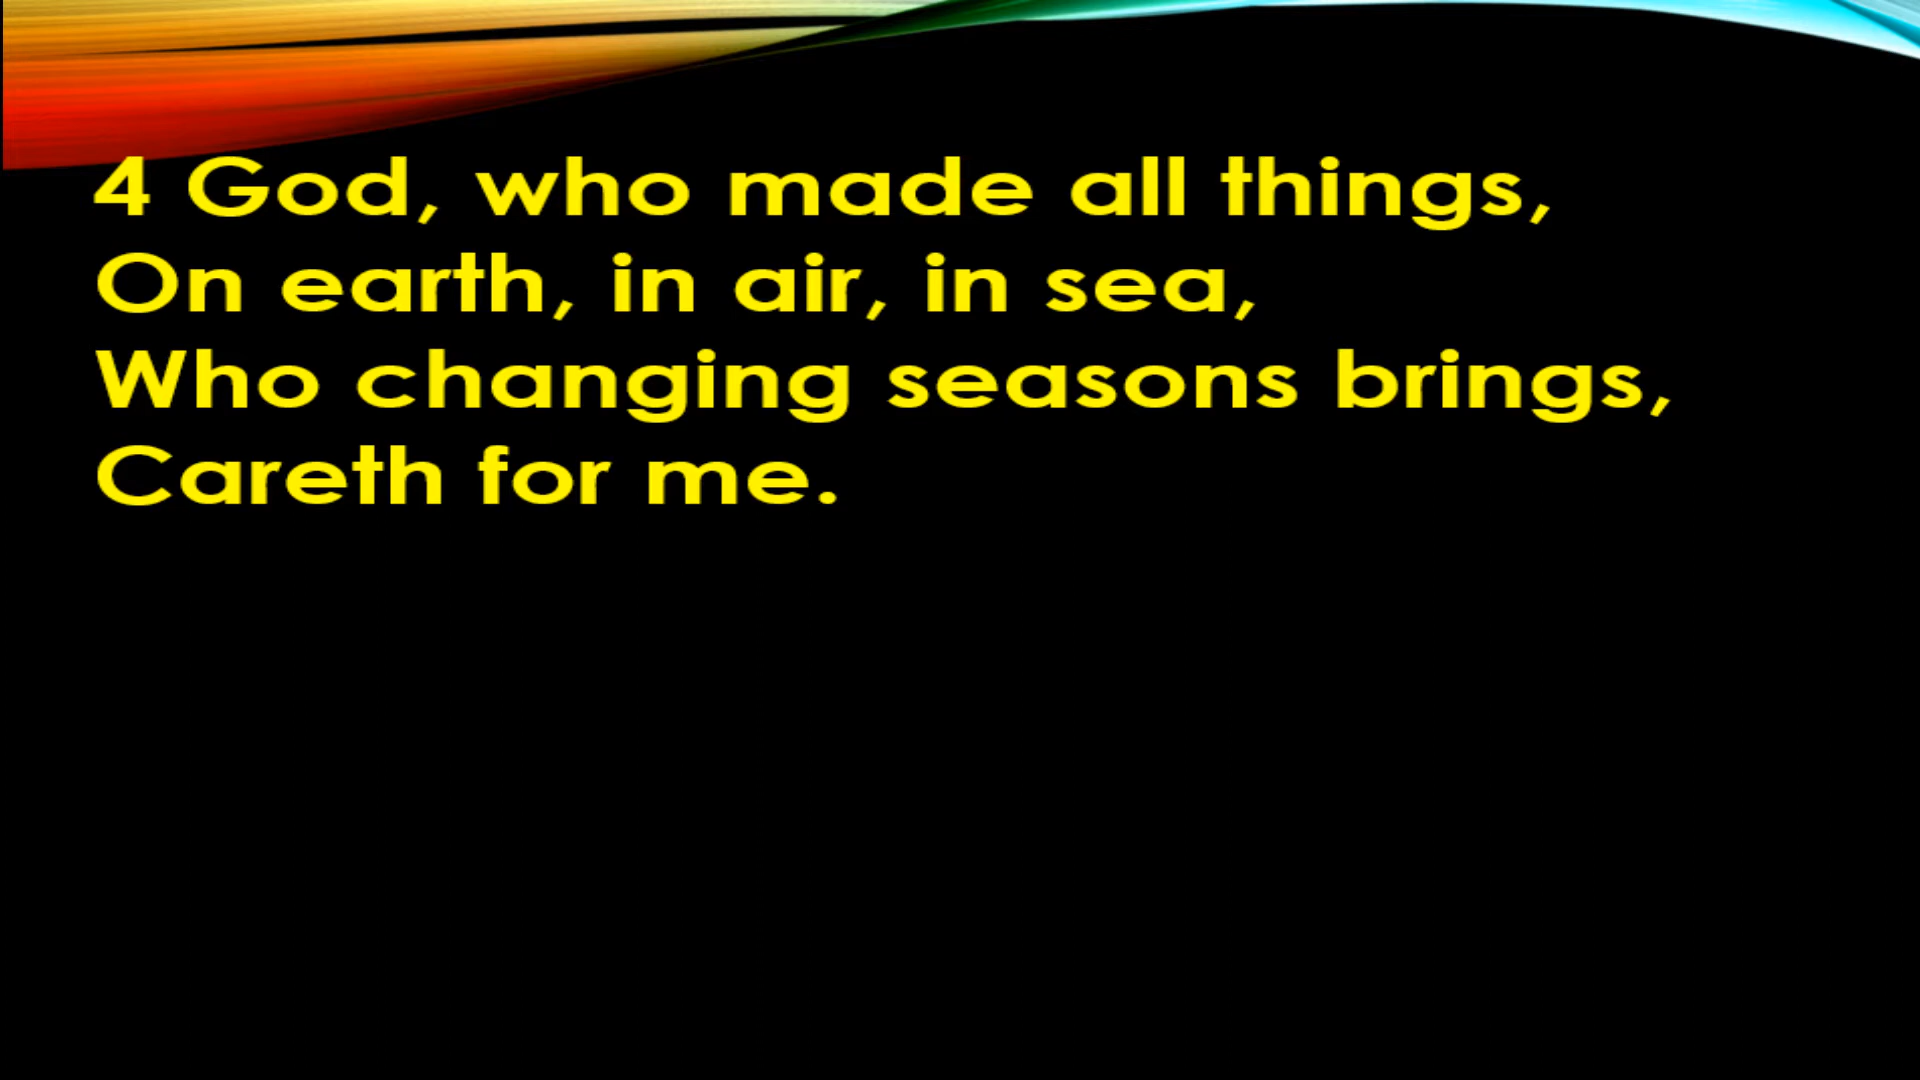 4 God, who made all things,
On earth, in air, in sea,
Who changing seasons brings,
Careth for me.